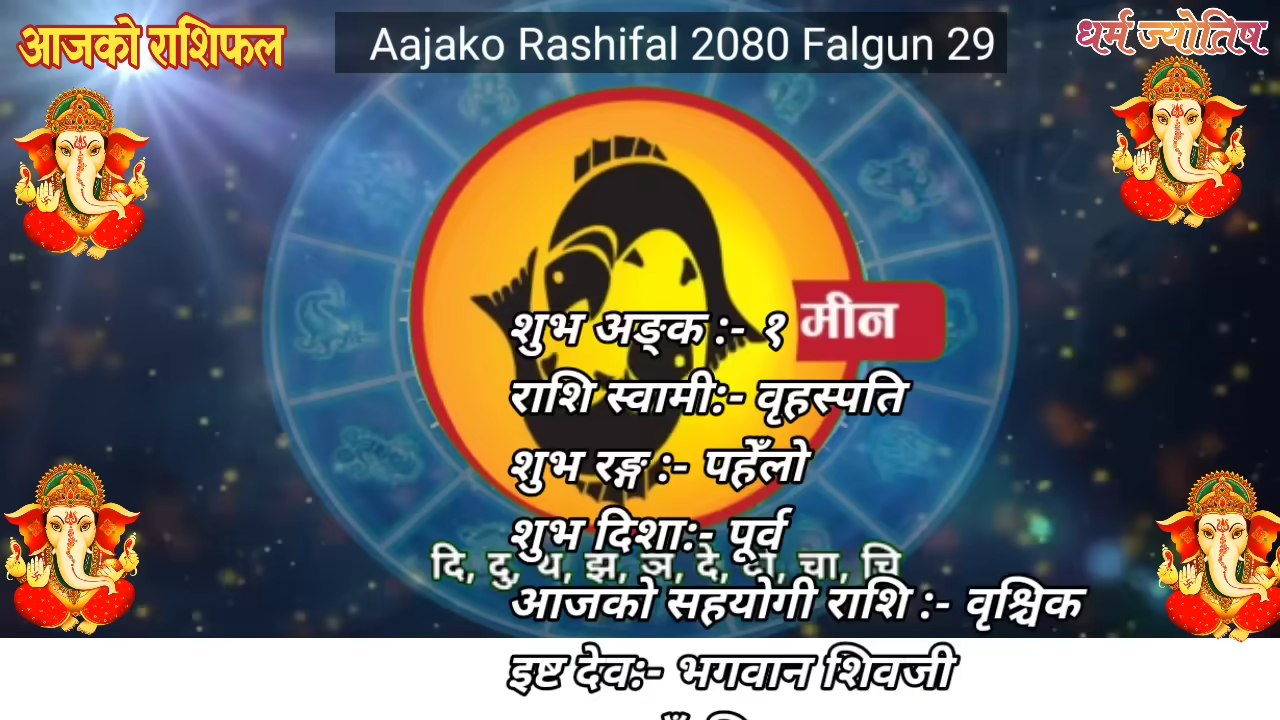 आजको राशिफल
Aajako Rashifal 2080 Falgun 29
धर्म ज्योतिष
मीन
शुभ अङ्क :- १
राशि स्वामी:- वृहस्पति
शुभ रङ्ग :- पहेँलो
शुभ दिशा:- पूर्व
दि, दु, थ, झ, ञ, दे, दो, चा, चि
आजको सहयोगी राशि :- वृश्चिक
इष्ट देव:- भगवान शिवजी